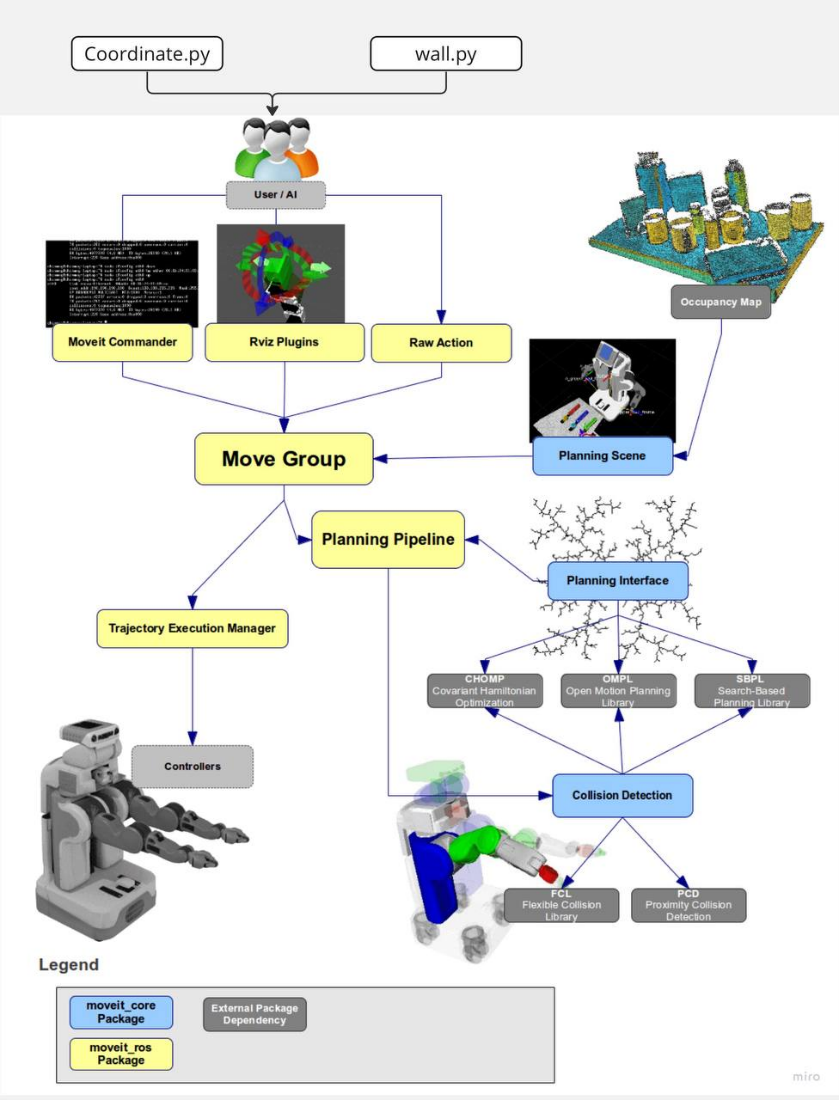 Coordinate.py
wall.py
User / AI
Occupancy Map
Moveit Commander
Rviz Plugins
Raw Action
Move Group
Planning Scene
Planning Pipeline
Planning Interface
Trajectory Execution Manager
CHOMP
Covariant Hamiltonian
Optimization
OMPL
Open Motion Planning
Library
SBPL
Search-Based
Planning Library
Controllers
Collision Detection
FCL
Flexible Collision
Library
PCD
Proximity Collision
Detection
Legend
moveit_core
Package
External Package
Dependency
moveit_ros
Package
miro